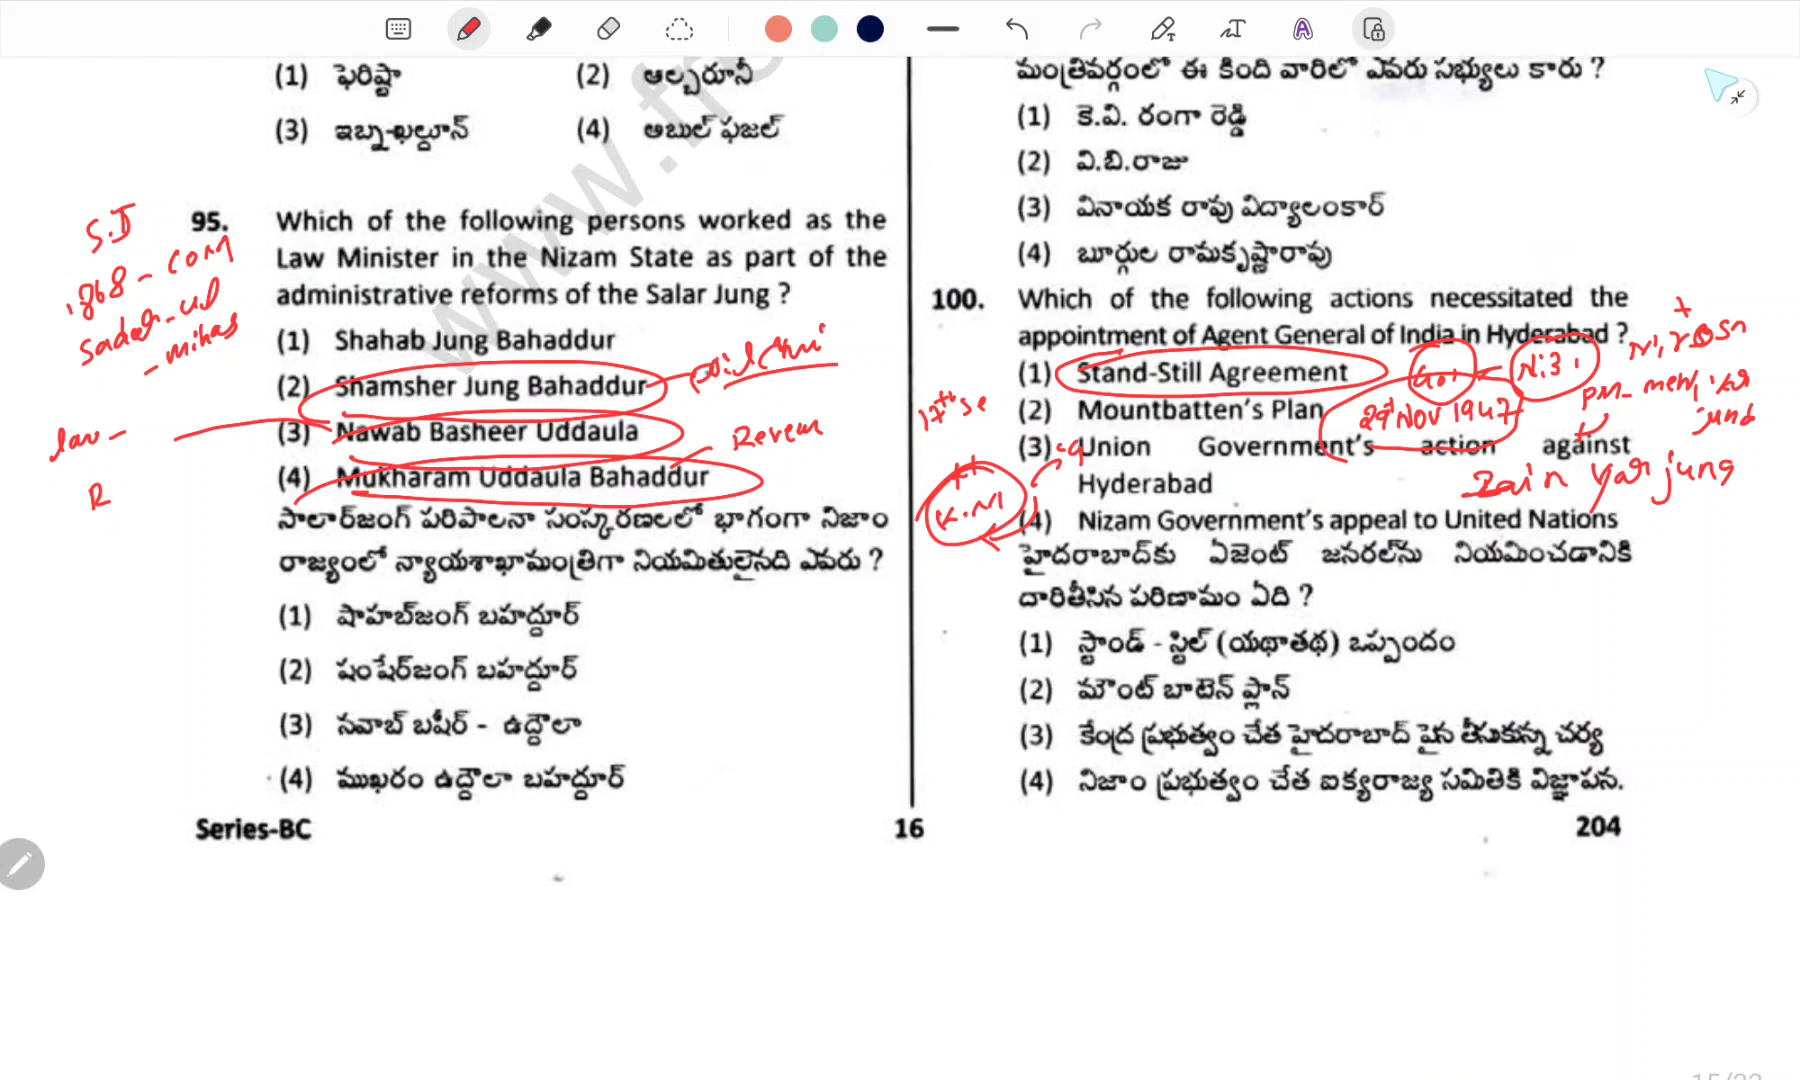 (1) ఫెరిష్టా (2) ఆల్బరూనీ
(3) ఇబ్న-ఖల్దూన్ (4) అబుల్ ఫజల్
95. Which of the following persons worked as the
Law Minister in the Nizam State as part of the
administrative reforms of the Salar Jung ?
(1) Shahab Jung Bahaddur
(2) Shamsher Jung Bahaddur
(3) Nawab Basheer Uddaula
(4) Mukharam Uddaula Bahaddur
సాలార్‌జంగ్ పరిపాలనా సంస్కరణలలో భాగంగా నిజాం
రాజ్యంలో న్యాయశాఖామంత్రిగా నియమితులైనది ఎవరు ?
(1) షాహబ్‌జంగ్ బహద్దూర్
(2) షంషేర్‌జంగ్ బహద్దూర్
(3) నవాబ్ బషీర్ - ఉద్దౌలా
(4) ముఖరం ఉద్దౌలా బహద్దూర్
S.J
1868 -
law -
R
www.
మంత్రివర్గంలో ఈ కింది వారిలో ఎవరు సభ్యులు కారు ?
(1) కె.వి. రంగా రెడ్డి
(2) వి.బి.రాజు
(3) వినాయక రావు విద్యాలంకార్
(4) బూర్గుల రామకృష్ణారావు
100. Which of the following actions necessitated the
appointment of Agent General of India in Hyderabad ?
(1) Stand-Still Agreement
(2) Mountbatten's Plan
(3) Union Government's action against
Hyderabad
(4) Nizam Government's appeal to United Nations
హైదరాబాద్‌కు ఏజెంట్ జనరల్‌ను నియమించడానికి
దారితీసిన పరిణామం ఏది ?
(1) స్టాండ్ - స్టిల్ (యథాతథ) ఒప్పందం
(2) మౌంట్ బాటెన్ ప్లాన్
(3) కేంద్ర ప్రభుత్వం చేత హైదరాబాద్ పైన తీసుకున్న చర్య
(4) నిజాం ప్రభుత్వం చేత ఐక్యరాజ్య సమితికి విజ్ఞాపన.
29th Nov 1947
K.M
Zain Yar jung
Series-BC 16 204